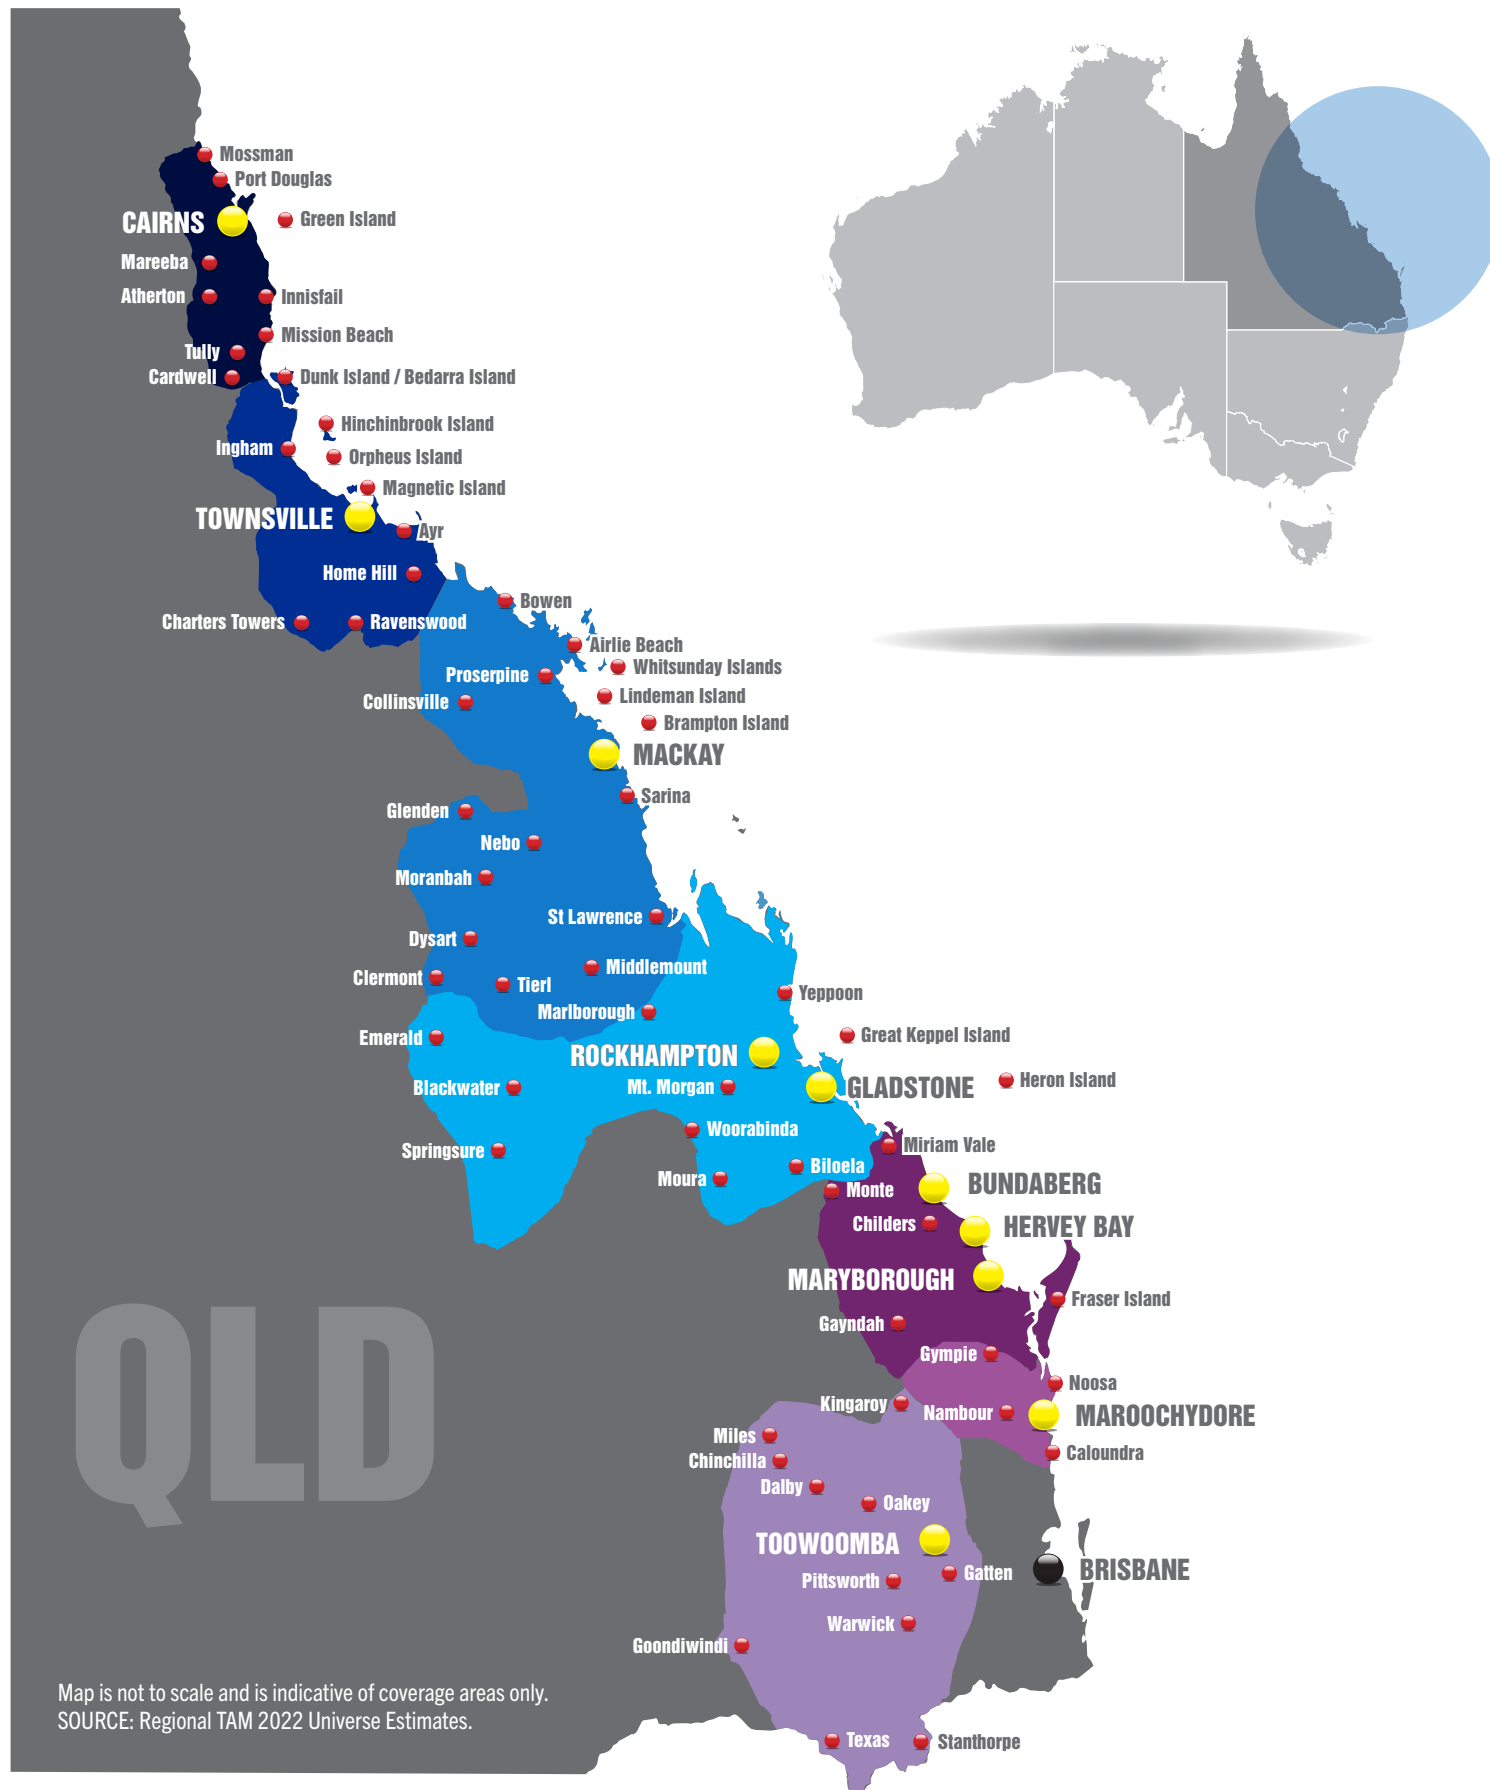 Mossman
Port Douglas
CAIRNS
Green Island
Mareeba
Atherton
Innisfail
Mission Beach
Tully
Cardwell
Dunk Island / Bedarra Island
Hinchinbrook Island
Ingham
Orpheus Island
Magnetic Island
TOWNSVILLE
Ayr
Home Hill
Bowen
Charters Towers
Ravenswood
Airlie Beach
Whitsunday Islands
Proserpine
Lindeman Island
Collinsville
Brampton Island
MACKAY
Sarina
Glenden
Nebo
Moranbah
St Lawrence
Dysart
Middlemount
Clermont
Tierl
Yeppoon
Marlborough
Great Keppel Island
Emerald
ROCKHAMPTON
Heron Island
Blackwater
Mt. Morgan
GLADSTONE
Woorabinda
Miriam Vale
Springsure
Biloela
Moura
BUNDABERG
Monte
Childers
HERVEY BAY
MARYBOROUGH
Fraser Island
Gayndah
Gympie
QLD
Noosa
Kingaroy
Nambour
MAROOCHYDORE
Miles
Caloundra
Chinchilla
Dalby
Oakey
TOOWOOMBA
BRISBANE
Gatten
Pittsworth
Warwick
Goondiwindi
Map is not to scale and is indicative of coverage areas only.
SOURCE: Regional TAM 2022 Universe Estimates.
Texas
Stanthorpe